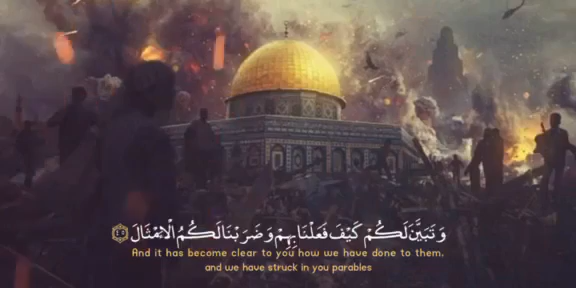 وَ تَبَيَّنَ لَكُمْ كَيْفَ فَعَلْنَا بِهِمْ وَ ضَرَبْنَا لَكُمُ الْاَمْثَالَ
And it has become clear to you how we have done to them,
and we have struck in you parables